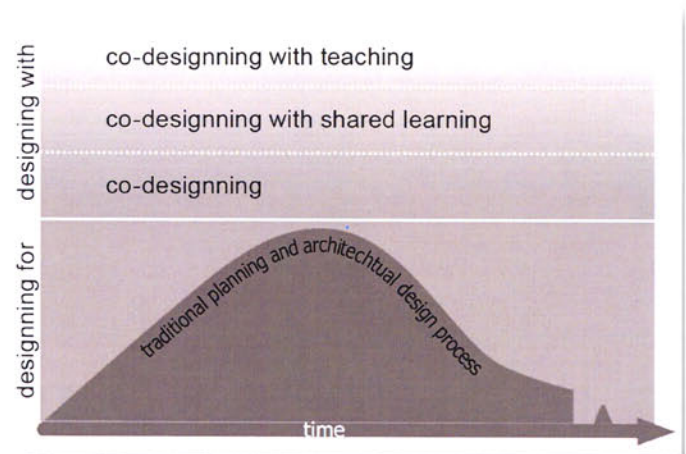 designing with
co-designning with teaching
co-designning with shared learning
co-designning
designning for
traditional planning and architechtual design process
time